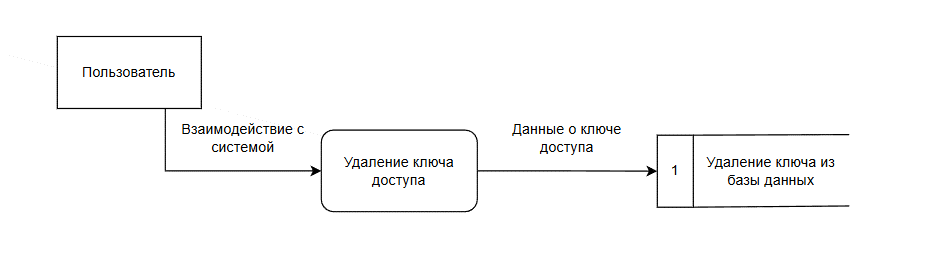 Пользователь
Взаимодействие с
системой
Удаление ключа
доступа
Данные о ключе
доступа
1
Удаление ключа из
базы данных